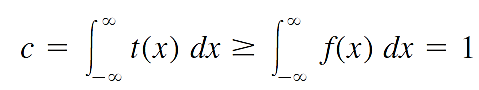 c = ∫_{-∞}^{∞} t(x) dx ≥ ∫_{-∞}^{∞} f(x) dx = 1